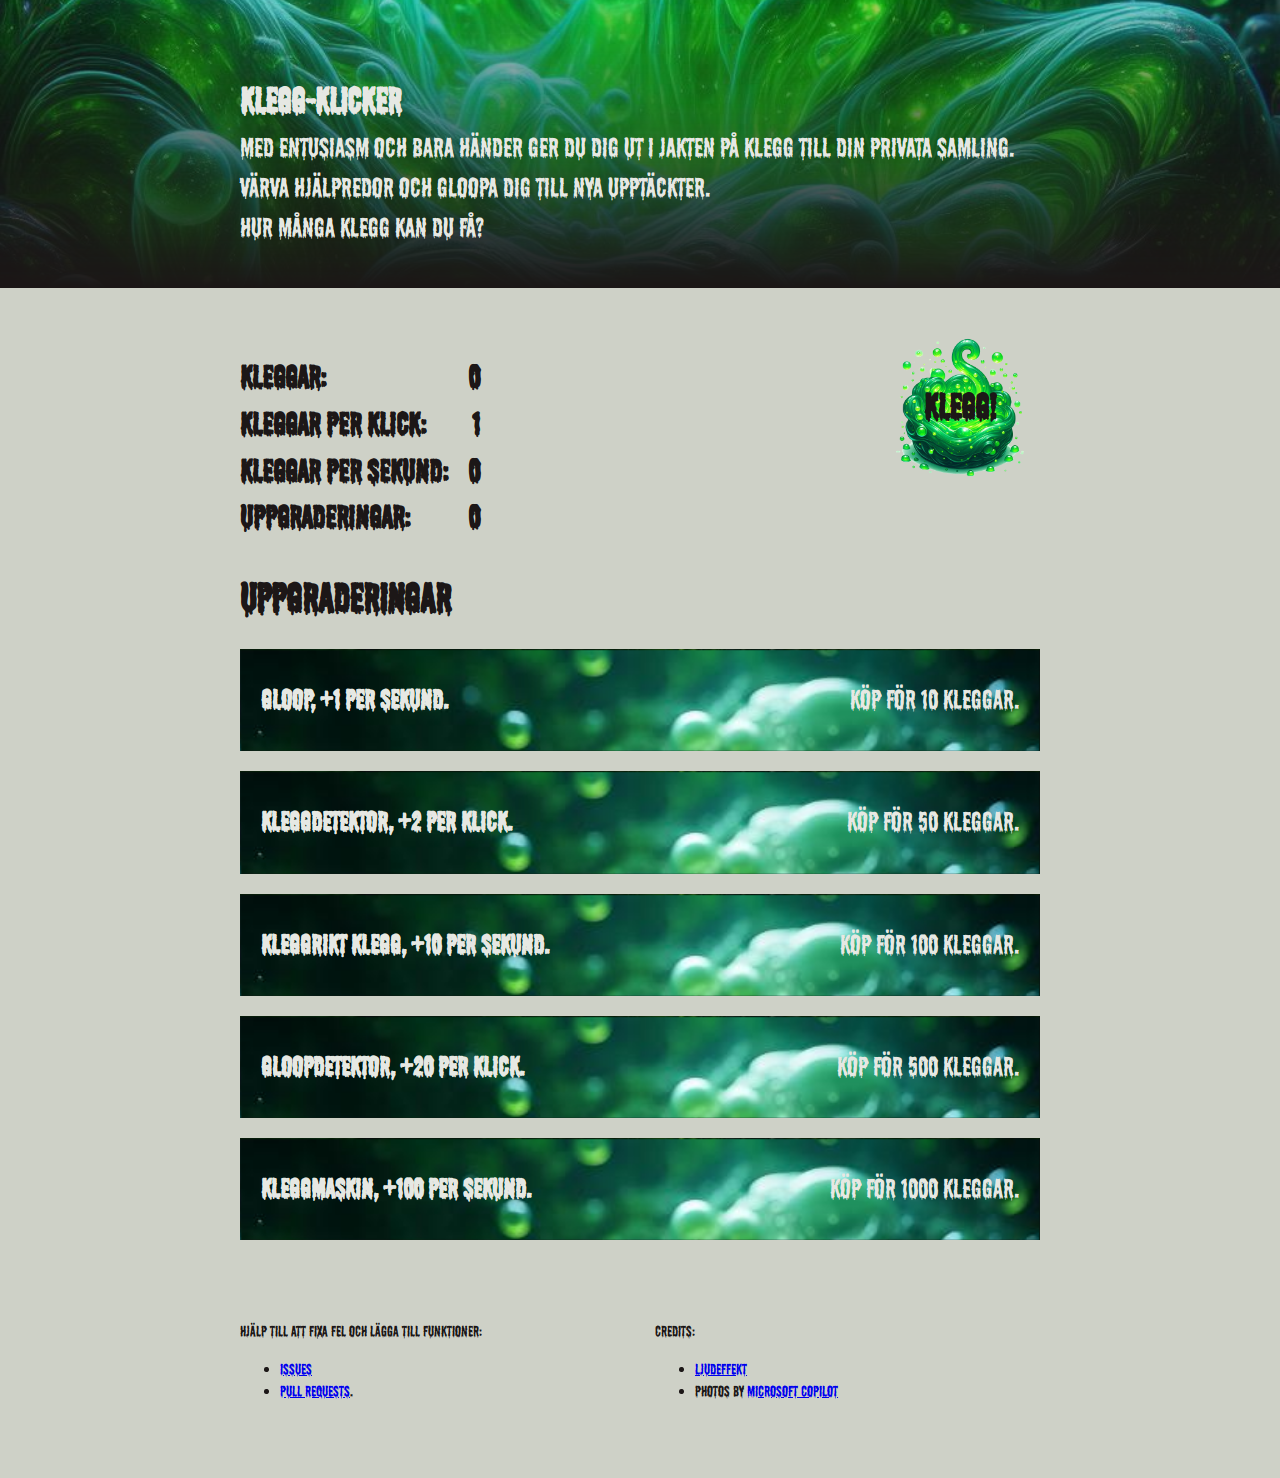 KLEGG-KLICKER
MED ENTUSIASM OCH BARA HÄNDER GER DU DIG UT I JAKTEN PÅ KLEGG TILL DIN PRIVATA SAMLING.
VÄRVA HJÄLPREDOR OCH GLOOPA DIG TILL NYA UPPTÄCKTER.
HUR MÅNGA KLEGG KAN DU FÅ?
KLEGG!
KLEGGAR: 0
KLEGGAR PER KLICK: 1
KLEGGAR PER SEKUND: 0
UPPGRADERINGAR: 0
UPPGRADERINGAR
GLOOP, +1 PER SEKUND. KÖP FÖR 10 KLEGGAR.
KLEGGDETEKTOR, +2 PER KLICK. KÖP FÖR 50 KLEGGAR.
KLEGGRIKT KLEGG, +10 PER SEKUND. KÖP FÖR 100 KLEGGAR.
GLOOPDETEKTOR, +20 PER KLICK. KÖP FÖR 500 KLEGGAR.
KLEGGMASKIN, +100 PER SEKUND. KÖP FÖR 1000 KLEGGAR.
HJÄLP TILL ATT FIXA FEL OCH LÄGGA TILL FUNKTIONER:
ISSUES
PULL REQUESTS.
CREDITS:
LJUDEFFEKT
PHOTOS BY MICROSOFT COPILOT